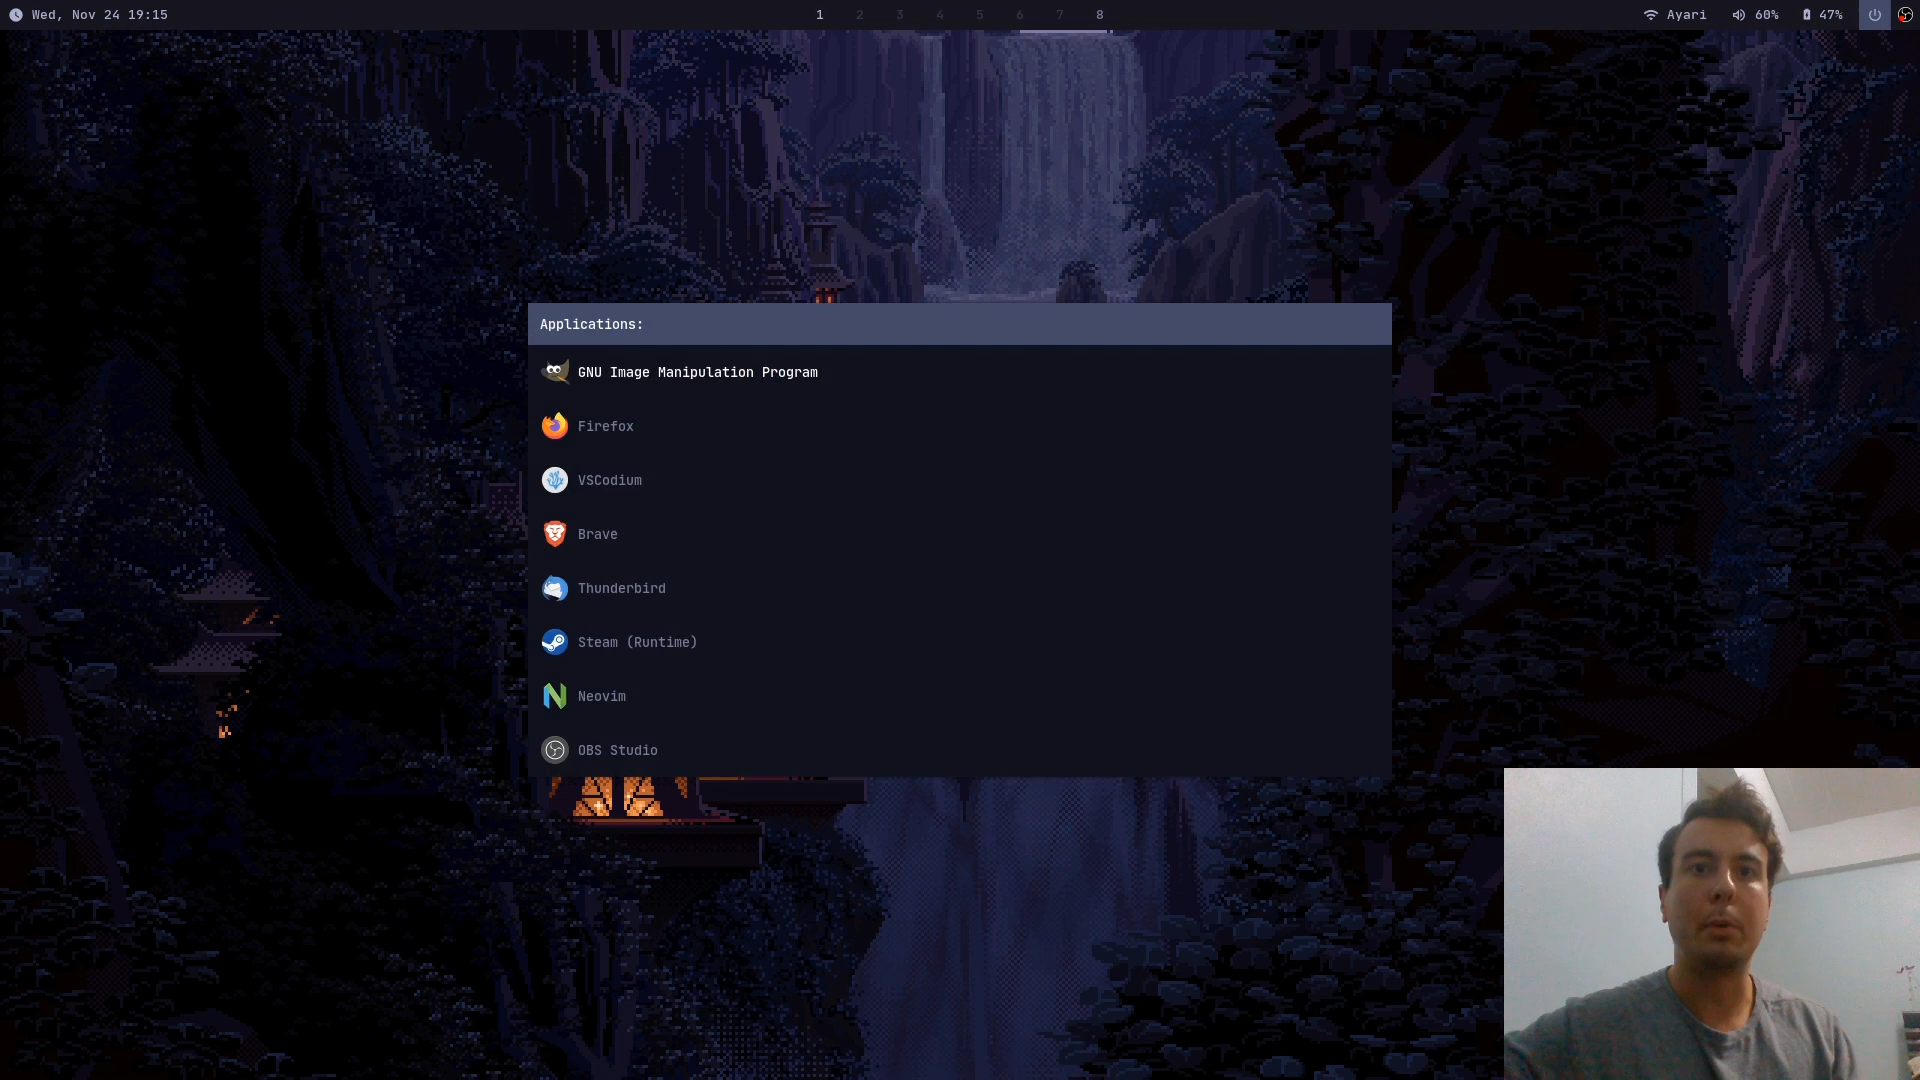 Wed, Nov 24 19:15
1 2 3 4 5 6 7 8
Ayari 60% 47%
Applications:
GNU Image Manipulation Program
Firefox
VSCodium
Brave
Thunderbird
Steam (Runtime)
Neovim
OBS Studio